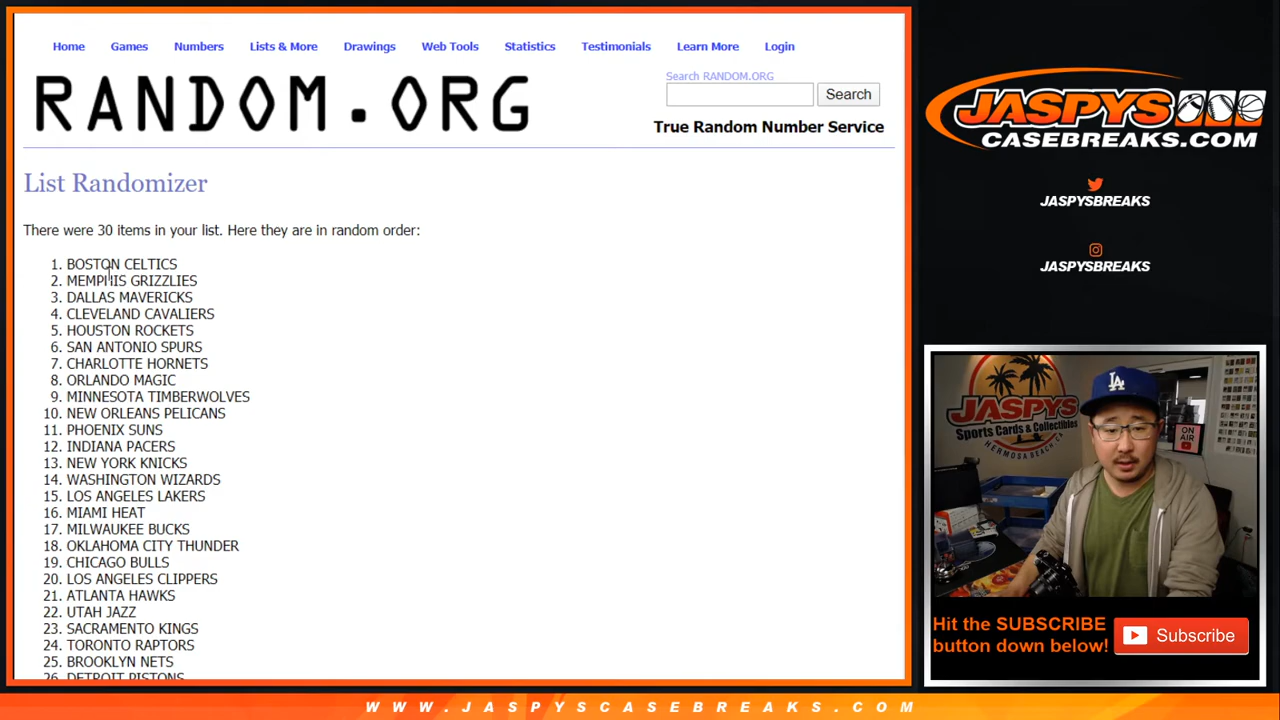 Home Games Numbers Lists & More Drawings Web Tools Statistics Testimonials Learn More Login
RANDOM.ORG
Search RANDOM.ORG
Search
True Random Number Service
List Randomizer
There were 30 items in your list. Here they are in random order:
1. BOSTON CELTICS
2. MEMPHIS GRIZZLIES
3. DALLAS MAVERICKS
4. CLEVELAND CAVALIERS
5. HOUSTON ROCKETS
6. SAN ANTONIO SPURS
7. CHARLOTTE HORNETS
8. ORLANDO MAGIC
9. MINNESOTA TIMBERWOLVES
10. NEW ORLEANS PELICANS
11. PHOENIX SUNS
12. INDIANA PACERS
13. NEW YORK KNICKS
14. WASHINGTON WIZARDS
15. LOS ANGELES LAKERS
16. MIAMI HEAT
17. MILWAUKEE BUCKS
18. OKLAHOMA CITY THUNDER
19. CHICAGO BULLS
20. LOS ANGELES CLIPPERS
21. ATLANTA HAWKS
22. UTAH JAZZ
23. SACRAMENTO KINGS
24. TORONTO RAPTORS
25. BROOKLYN NETS
26. DETROIT PISTONS
JASPYS
CASEBREAKS.COM
JASPYSBREAKS
JASPYSBREAKS
JASPYS
Sports Cards & Collectibles
HERMOSA BEACH, CA
LA
ON
AIR
Hit the SUBSCRIBE
button down below!
Subscribe
WWW.JASPYSCASEBREAKS.COM